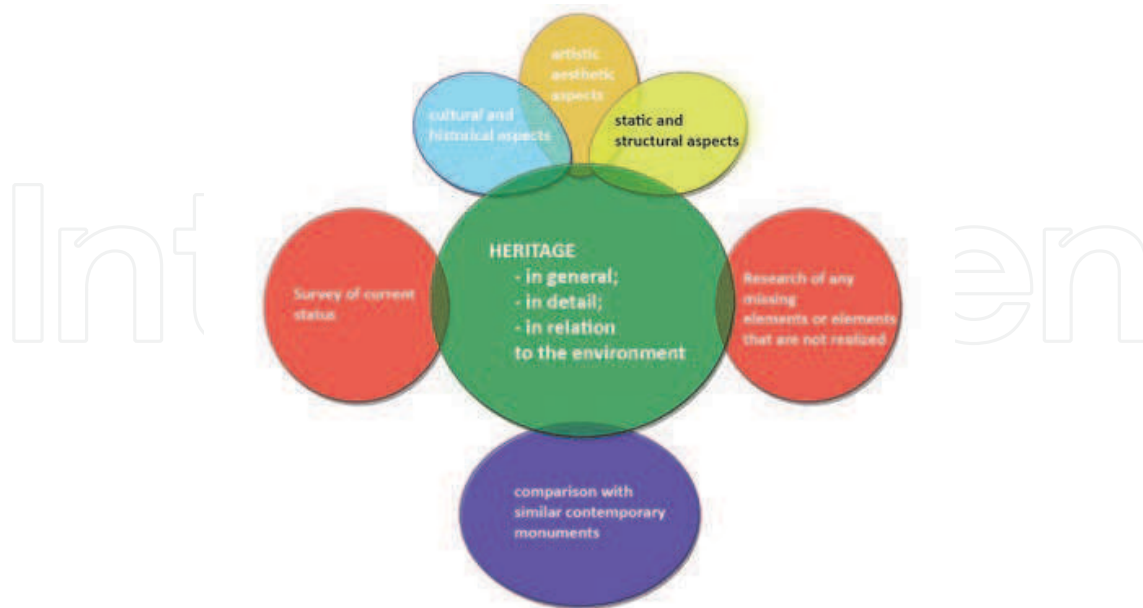 artistic
aesthetic
aspects
cultural and
historical aspects
static and
structural aspects
HERITAGE
- in general;
- in detail;
- in relation
to the environment
Survey of current
status
Research of any
missing
elements or elements
that are not realized
comparison with
similar contemporary
monuments